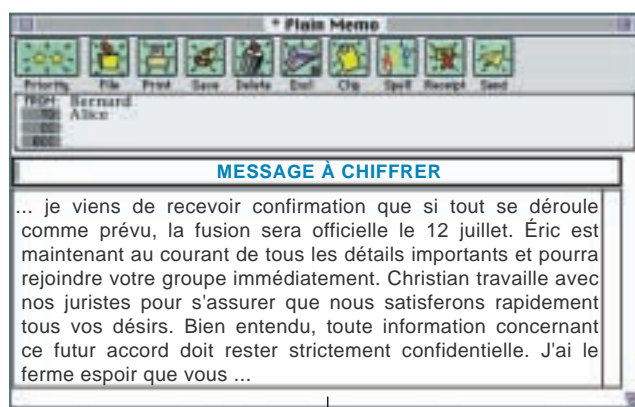 * Plain Memo
Priority File Print Save Delete Encl Clip Spell Receipt Send
FROM: Bernard
TO: Alice
CC:
BCC:
MESSAGE À CHIFFRER
... je viens de recevoir confirmation que si tout se déroule
comme prévu, la fusion sera officielle le 12 juillet. Éric est
maintenant au courant de tous les détails importants et pourra
rejoindre votre groupe immédiatement. Christian travaille avec
nos juristes pour s'assurer que nous satisferons rapidement
tous vos désirs. Bien entendu, toute information concernant
ce futur accord doit rester strictement confidentielle. J'ai le
ferme espoir que vous ...